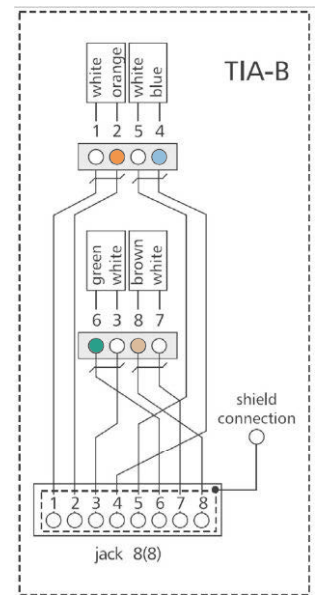 TIA-B
white orange white blue
1 2 5 4
green white brown white
6 3 8 7
shield
connection
1 2 3 4 5 6 7 8
jack 8(8)